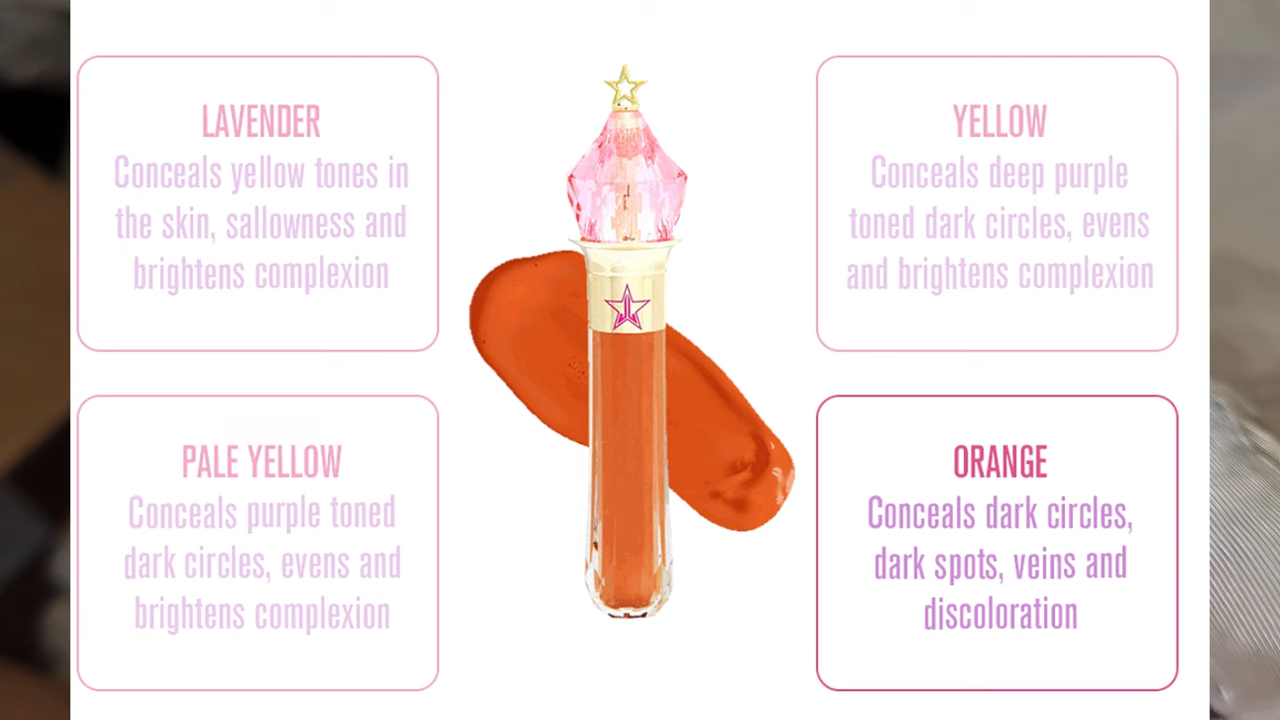 LAVENDER
Conceals yellow tones in
the skin, sallowness and
brightens complexion
YELLOW
Conceals deep purple
toned dark circles, evens
and brightens complexion
PALE YELLOW
Conceals purple toned
dark circles, evens and
brightens complexion
ORANGE
Conceals dark circles,
dark spots, veins and
discoloration